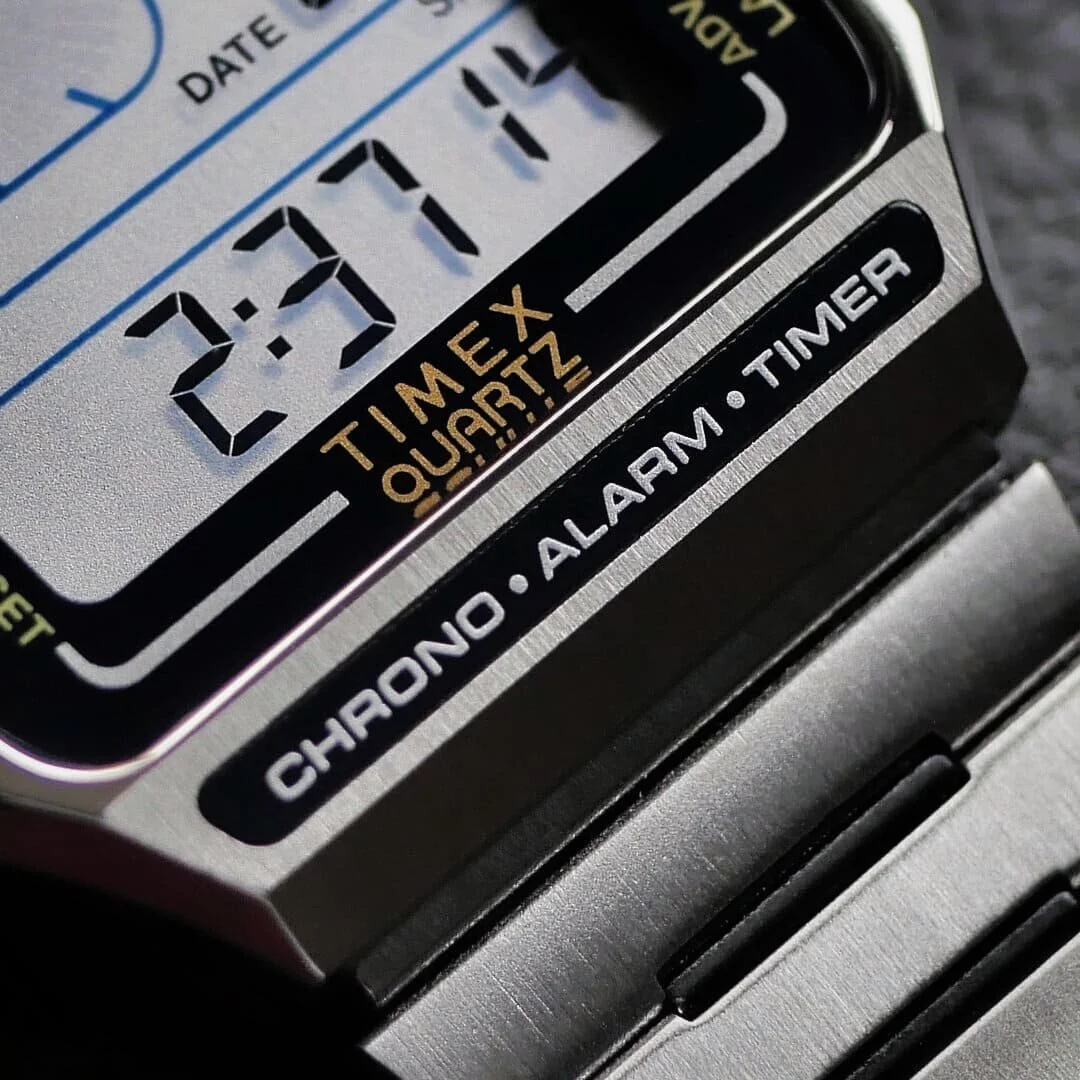 DATE
ADV
2:37 14
TIMEX
QUARTZ
CHRONO • ALARM • TIMER